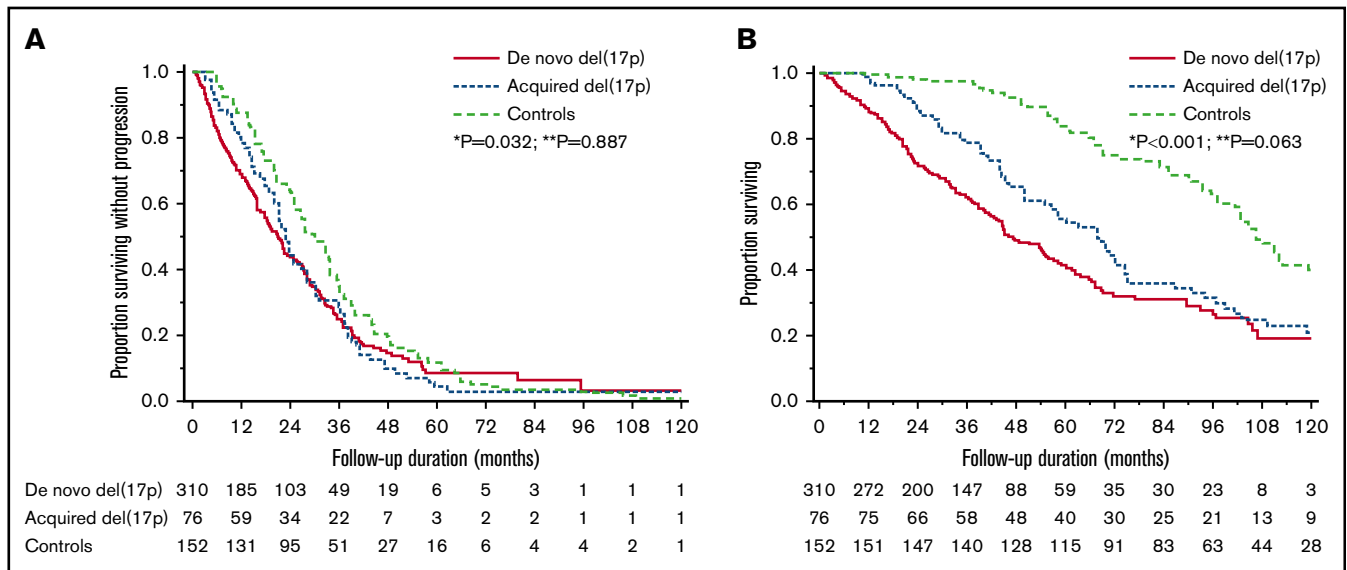 A
De novo del(17p)
Acquired del(17p)
Controls
*P=0.032; **P=0.887
Proportion surviving without progression
1.0
0.8
0.6
0.4
0.2
0.0
0 12 24 36 48 60 72 84 96 108 120
Follow-up duration (months)
De novo del(17p) 310 185 103 49 19 6 5 3 1 1 1
Acquired del(17p) 76 59 34 22 7 3 2 2 1 1 1
Controls 152 131 95 51 27 16 6 4 4 2 1
B
De novo del(17p)
Acquired del(17p)
Controls
*P<0.001; **P=0.063
Proportion surviving
1.0
0.8
0.6
0.4
0.2
0.0
0 12 24 36 48 60 72 84 96 108 120
Follow-up duration (months)
310 272 200 147 88 59 35 30 23 8 3
76 75 66 58 48 40 30 25 21 13 9
152 151 147 140 128 115 91 83 63 44 28